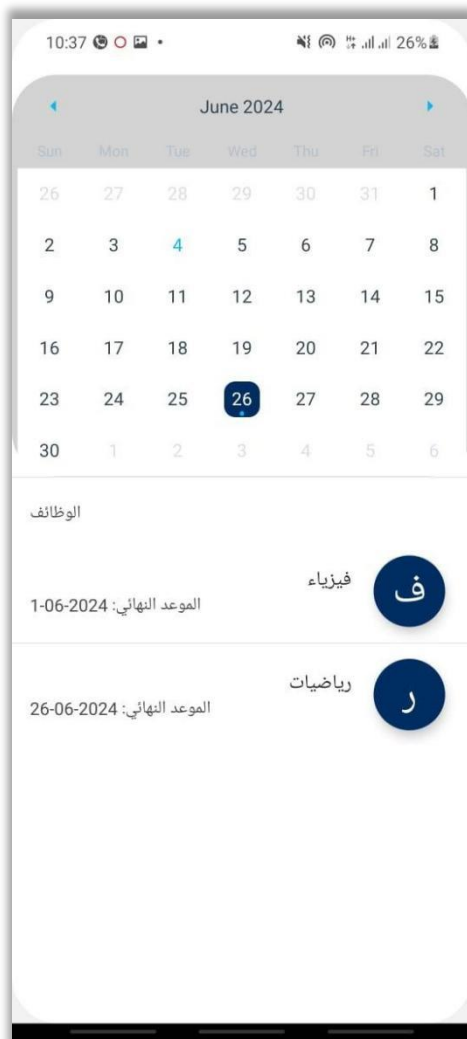 10:37 26%
June 2024
Sun Mon Tue Wed Thu Fri Sat
26 27 28 29 30 31 1
2 3 4 5 6 7 8
9 10 11 12 13 14 15
16 17 18 19 20 21 22
23 24 25 26 27 28 29
30 1 2 3 4 5 6
الوظائف
ف
فيزياء
الموعد النهائي: 2024-06-1
ر
رياضيات
الموعد النهائي: 2024-06-26